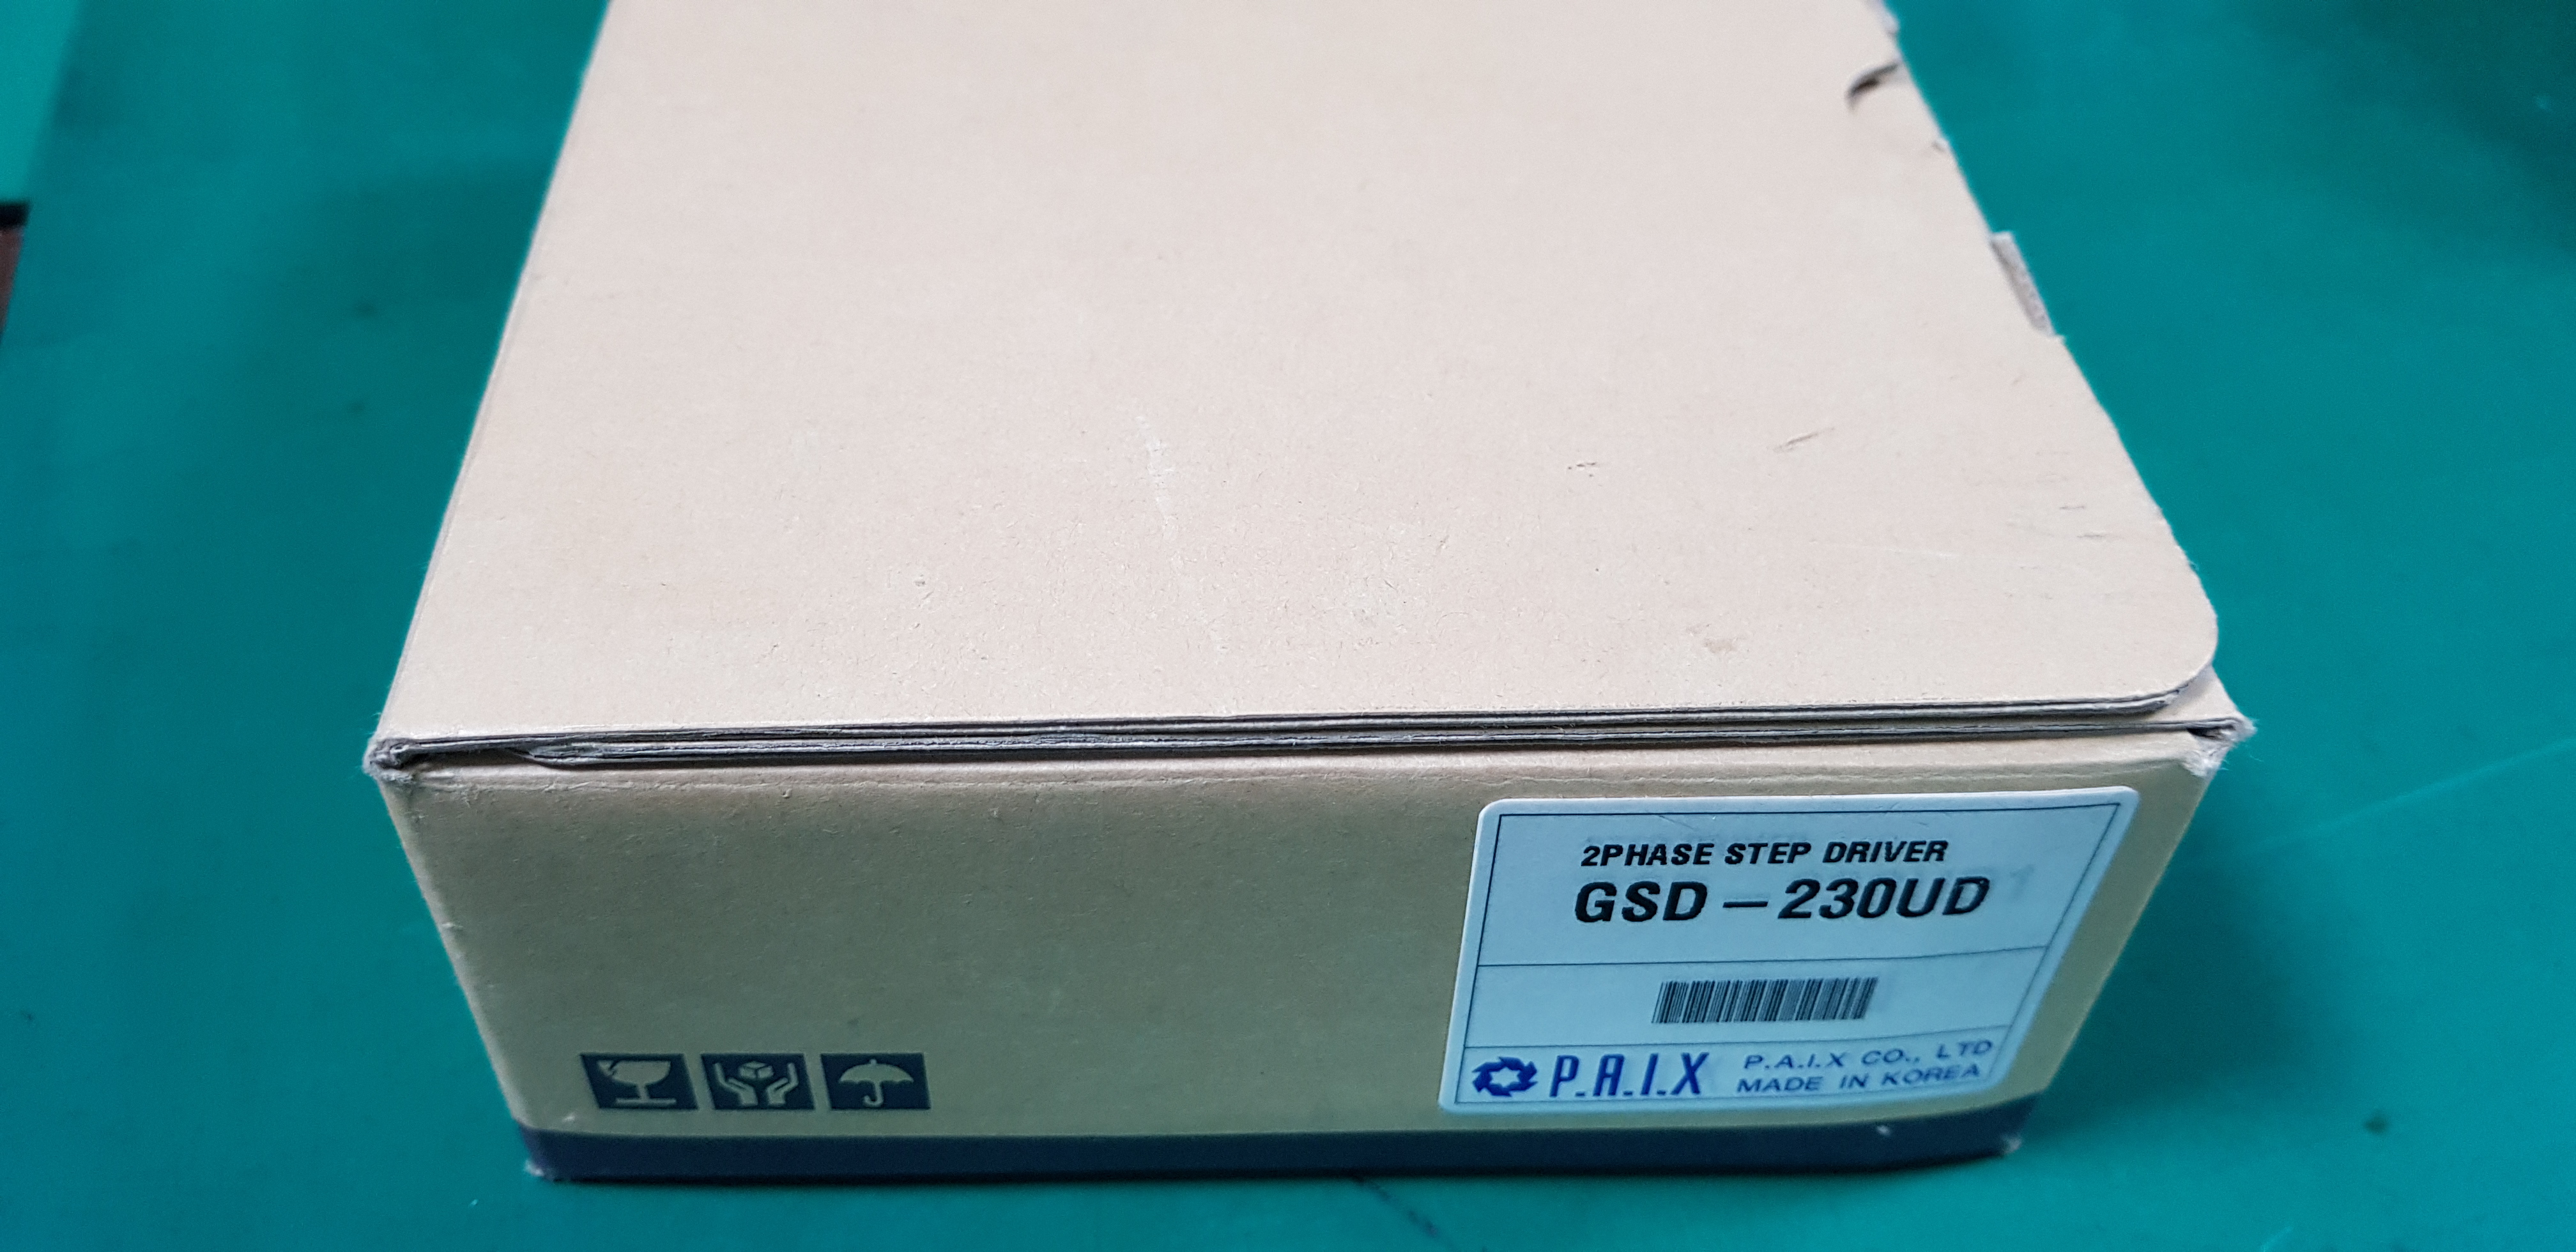 2PHASE STEP DRIVER
GSD-230UD
P.A.I.X
P.A.I.X CO., LTD
MADE IN KOREA